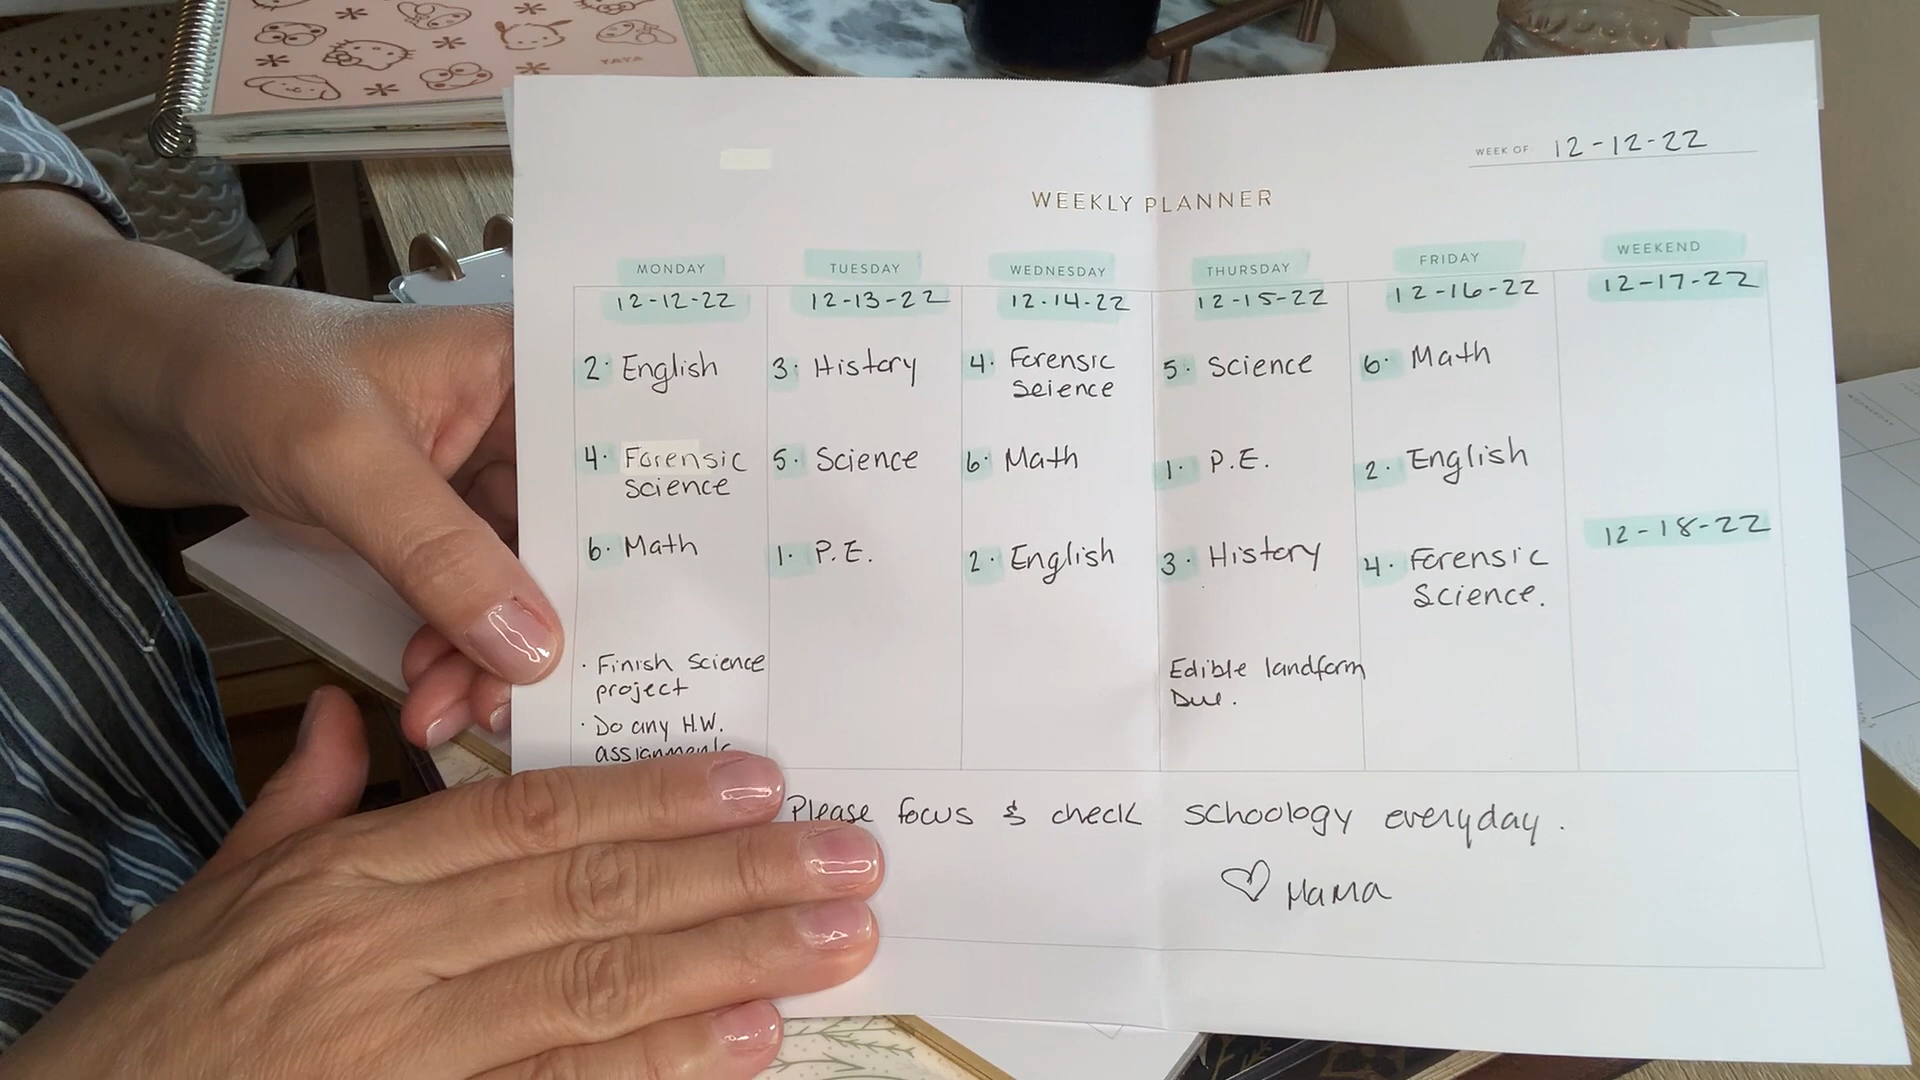 YAYA
WEEK OF: 12-12-22
WEEKLY PLANNER
MONDAY
12-12-22
2. English
4. Forensic
Science
6. Math
· Finish Science
project
· Do any H.W.
assignments
TUESDAY
12-13-22
3. History
5. Science
1. P.E.
WEDNESDAY
12-14-22
4. Forensic
Science
6. Math
2. English
THURSDAY
12-15-22
5. Science
1. P.E.
3. History
Edible landform
Due.
FRIDAY
12-16-22
6. Math
2. English
4. Forensic
Science.
WEEKEND
12-17-22
12-18-22
Please focus & check schoology everyday.
♡ Mama